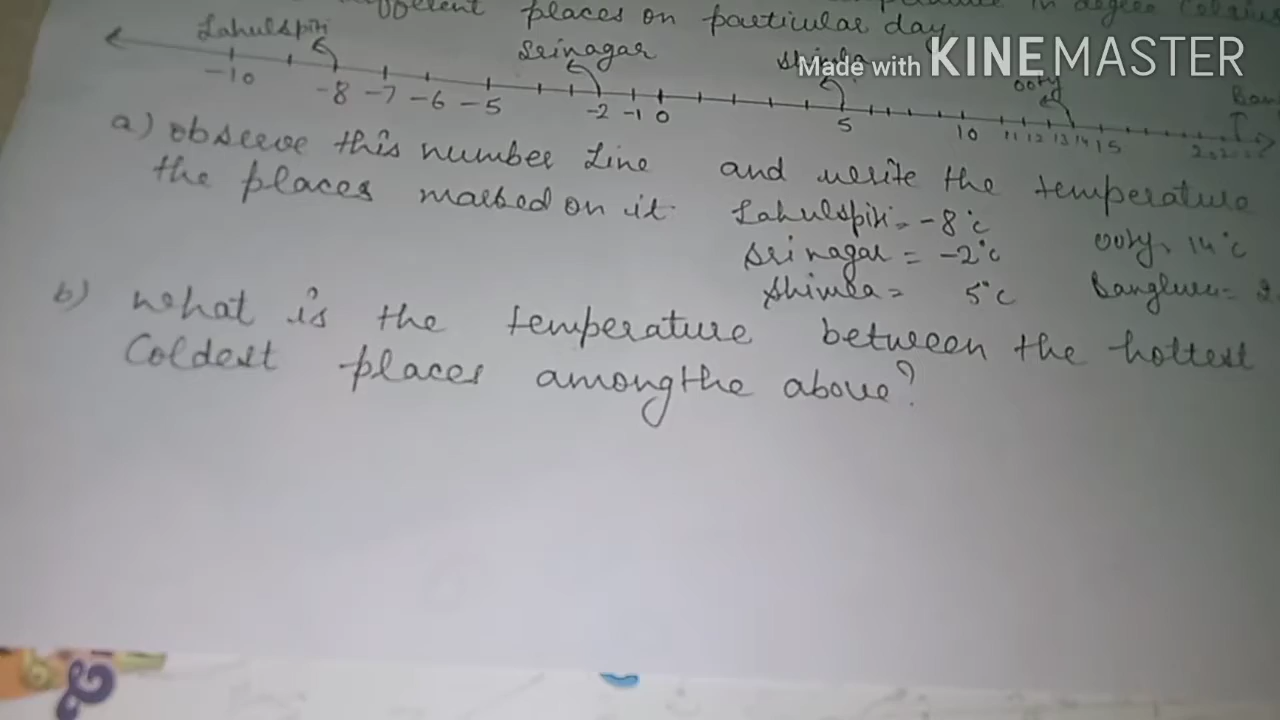 places on particular day
Made with KINEMASTER
Lahulspiti Srinagar Shimla ooty Ban
-10 -8 -7 -6 -5 -2 -1 0 5 10 11 12 13 14 15
a) observe this number Line and write the temperature
the places marked on it. Lahulspiti = -8°C ooty = 14°C
Srinagar = -2°C
Shimla = 5°C
b) What is the temperature between the hottest
Coldest places among the above?